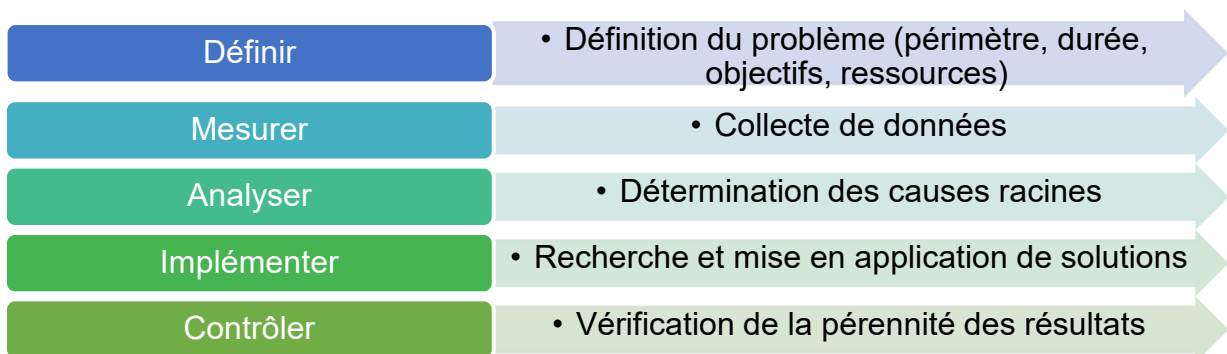 Définir
• Définition du problème (périmètre, durée,
objectifs, ressources)
Mesurer
• Collecte de données
Analyser
• Détermination des causes racines
Implémenter
• Recherche et mise en application de solutions
Contrôler
• Vérification de la pérennité des résultats